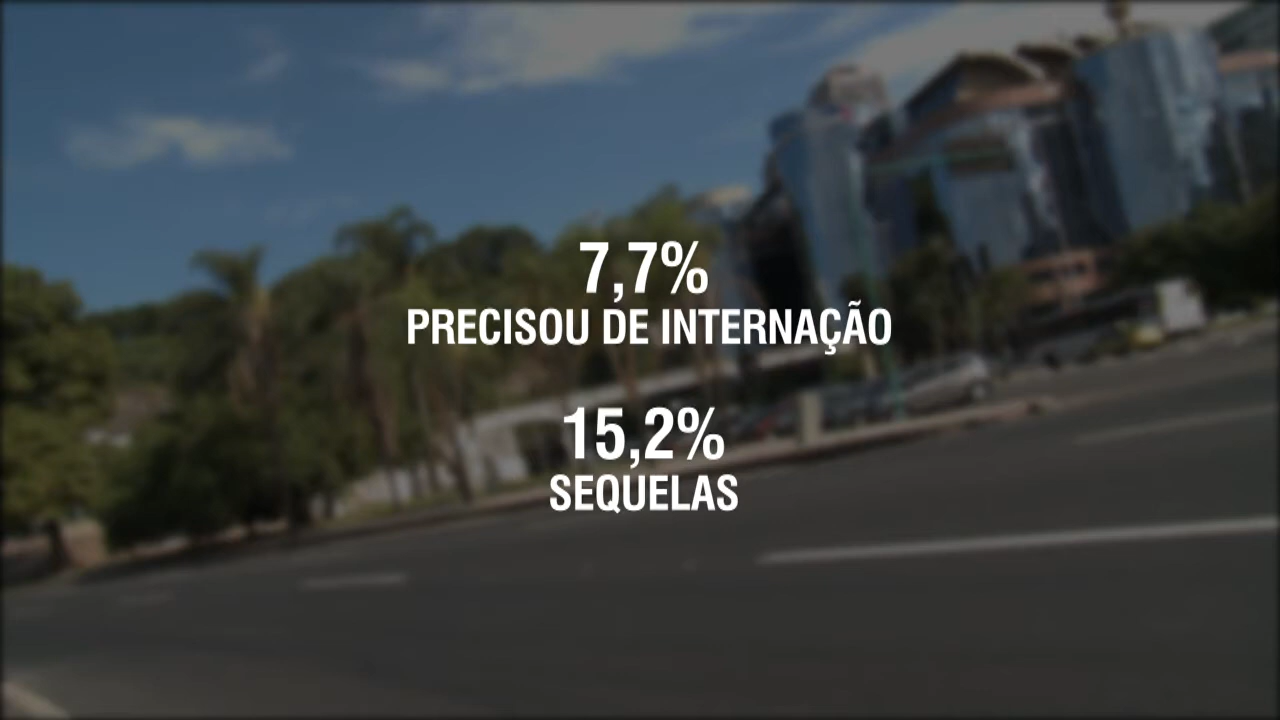 7,7%
PRECISOU DE INTERNAÇÃO
15,2%
SEQUELAS